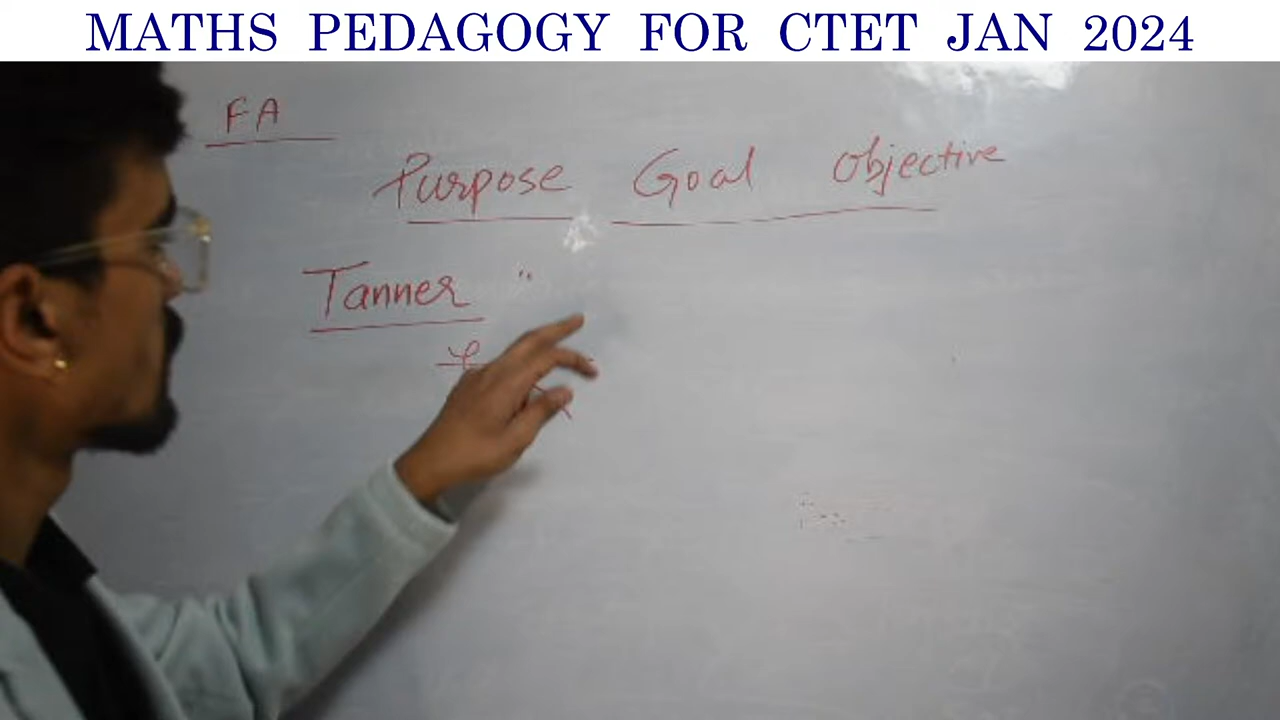 MATHS PEDAGOGY FOR CTET JAN 2024
FA
Purpose Goal Objective
Tanner "